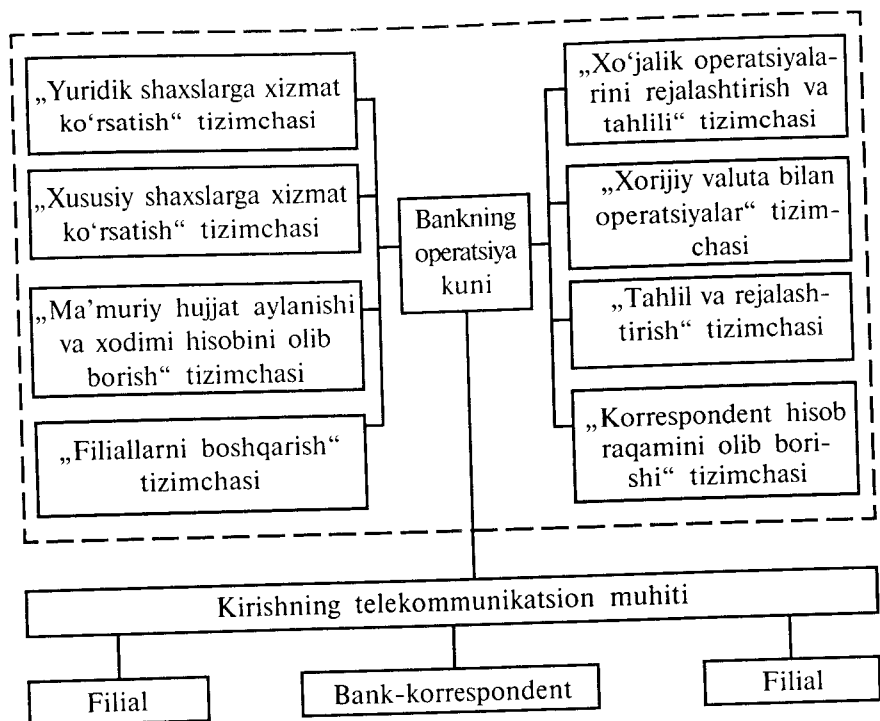 „Yuridik shaxslarga xizmat
ko‘rsatish“ tizimchasi
„Xususiy shaxslarga xizmat
ko‘rsatish“ tizimchasi
„Ma’muriy hujjat aylanishi
va xodimi hisobini olib
borish“ tizimchasi
„Filiallarni boshqarish“
tizimchasi
Bankning
operatsiya
kuni
„Xo‘jalik operatsiyala-
rini rejalashtirish va
tahlili“ tizimchasi
„Xorijiy valuta bilan
operatsiyalar“ tizim-
chasi
„Tahlil va rejalash-
tirish“ tizimchasi
„Korrespondent hisob
raqamini olib bori-
shi“ tizimchasi
Kirishning telekommunikatsion muhiti
Filial
Bank-korrespondent
Filial